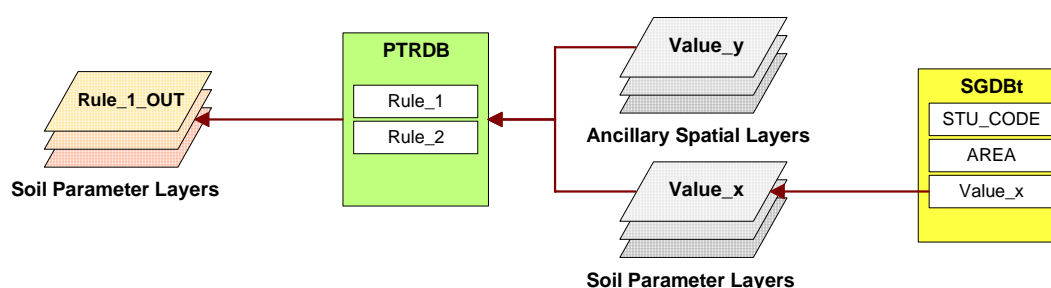 Rule_1_OUT
Soil Parameter Layers
PTRDB
Rule_1
Rule_2
Value_y
Ancillary Spatial Layers
Value_x
Soil Parameter Layers
SGDBt
STU_CODE
AREA
Value_x